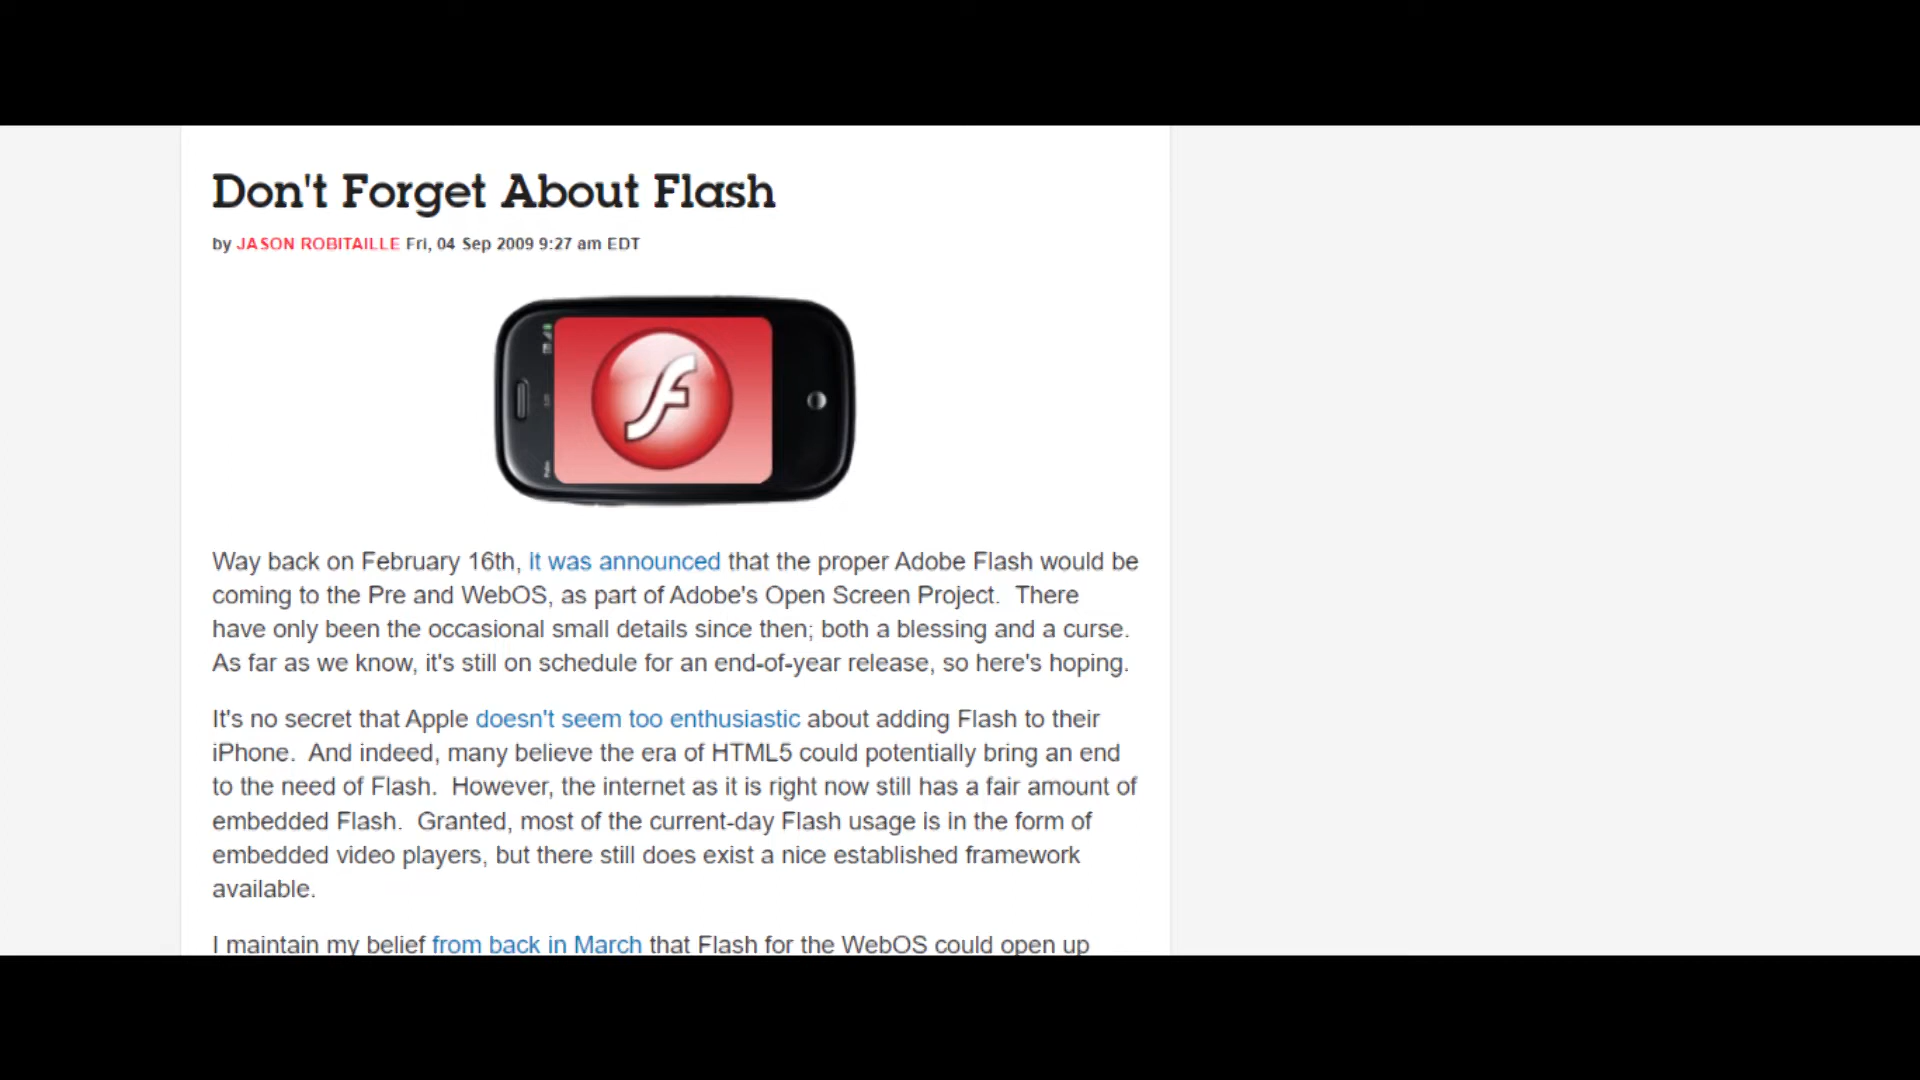 Don't Forget About Flash
by JASON ROBITAILLE Fri, 04 Sep 2009 9:27 am EDT
Way back on February 16th, it was announced that the proper Adobe Flash would be
coming to the Pre and WebOS, as part of Adobe's Open Screen Project.  There
have only been the occasional small details since then; both a blessing and a curse.
As far as we know, it's still on schedule for an end-of-year release, so here's hoping.
It's no secret that Apple doesn't seem too enthusiastic about adding Flash to their
iPhone.  And indeed, many believe the era of HTML5 could potentially bring an end
to the need of Flash.  However, the internet as it is right now still has a fair amount of
embedded Flash.  Granted, most of the current-day Flash usage is in the form of
embedded video players, but there still does exist a nice established framework
available.
I maintain my belief from back in March that Flash for the WebOS could open up